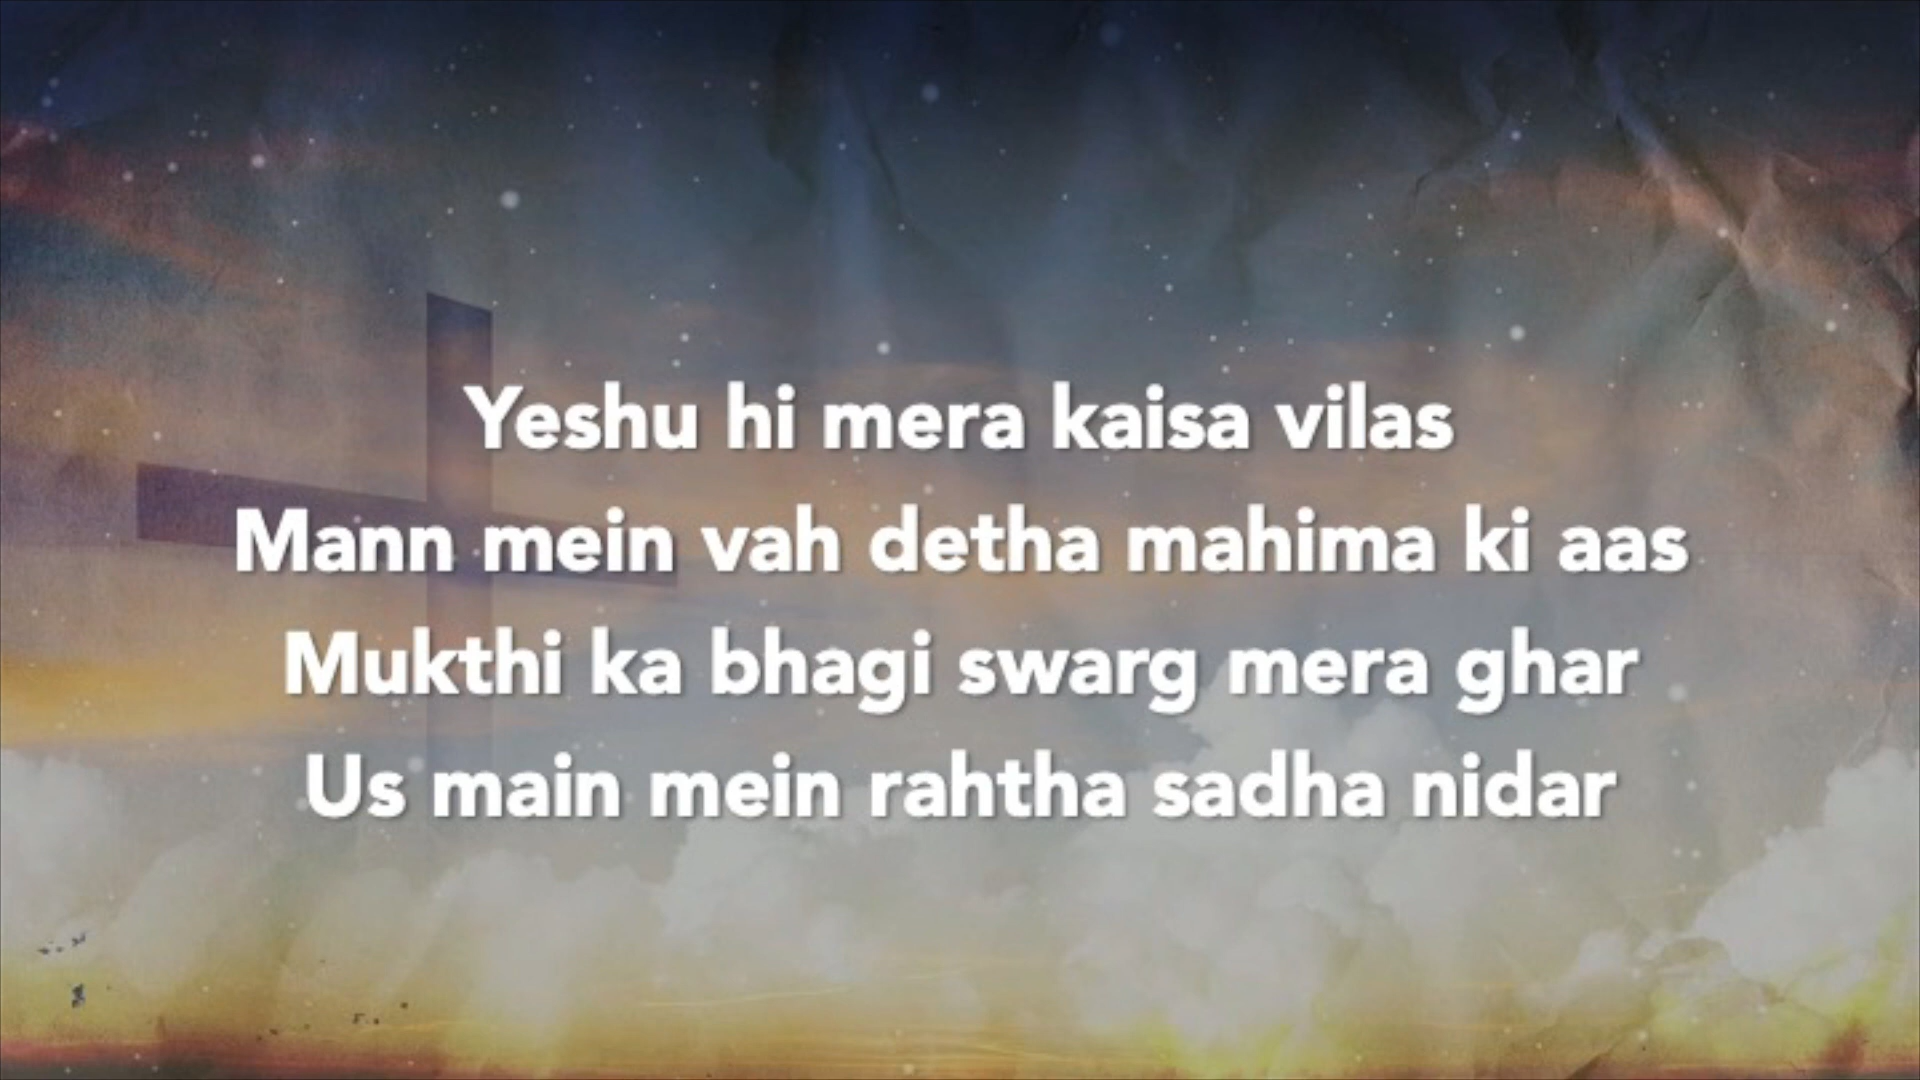 Yeshu hi mera kaisa vilas
Mann mein vah detha mahima ki aas
Mukthi ka bhagi swarg mera ghar
Us main mein rahtha sadha nidar